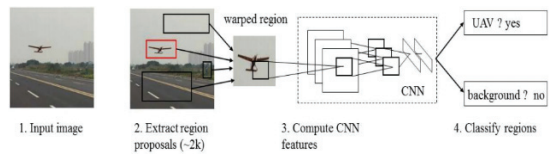 warped region
UAV ? yes
CNN
background ? no
1. Input image
2. Extract region
proposals (~2k)
3. Compute CNN
features
4. Classify regions